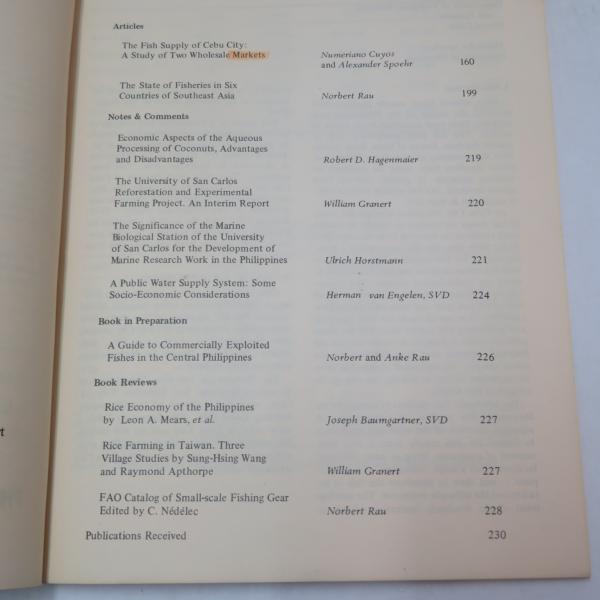 Articles
The Fish Supply of Cebu City:
A Study of Two Wholesale Markets
Numeriano Cuyos
and Alexander Spoehr
160
The State of Fisheries in Six
Countries of Southeast Asia
Norbert Rau
199
Notes & Comments
Economic Aspects of the Aqueous
Processing of Coconuts, Advantages
and Disadvantages
Robert D. Hagenmaier
219
The University of San Carlos
Reforestation and Experimental
Farming Project. An Interim Report
William Granert
220
The Significance of the Marine
Biological Station of the University
of San Carlos for the Development of
Marine Research Work in the Philippines
Ulrich Horstmann
221
A Public Water Supply System: Some
Socio-Economic Considerations
Herman van Engelen, SVD
224
Book in Preparation
A Guide to Commercially Exploited
Fishes in the Central Philippines
Norbert and Anke Rau
226
Book Reviews
Rice Economy of the Philippines
by Leon A. Mears, et al.
Joseph Baumgartner, SVD
227
Rice Farming in Taiwan. Three
Village Studies by Sung-Hsing Wang
and Raymond Apthorpe
William Granert
227
FAO Catalog of Small-scale Fishing Gear
Edited by C. Nédélec
Norbert Rau
228
Publications Received
230